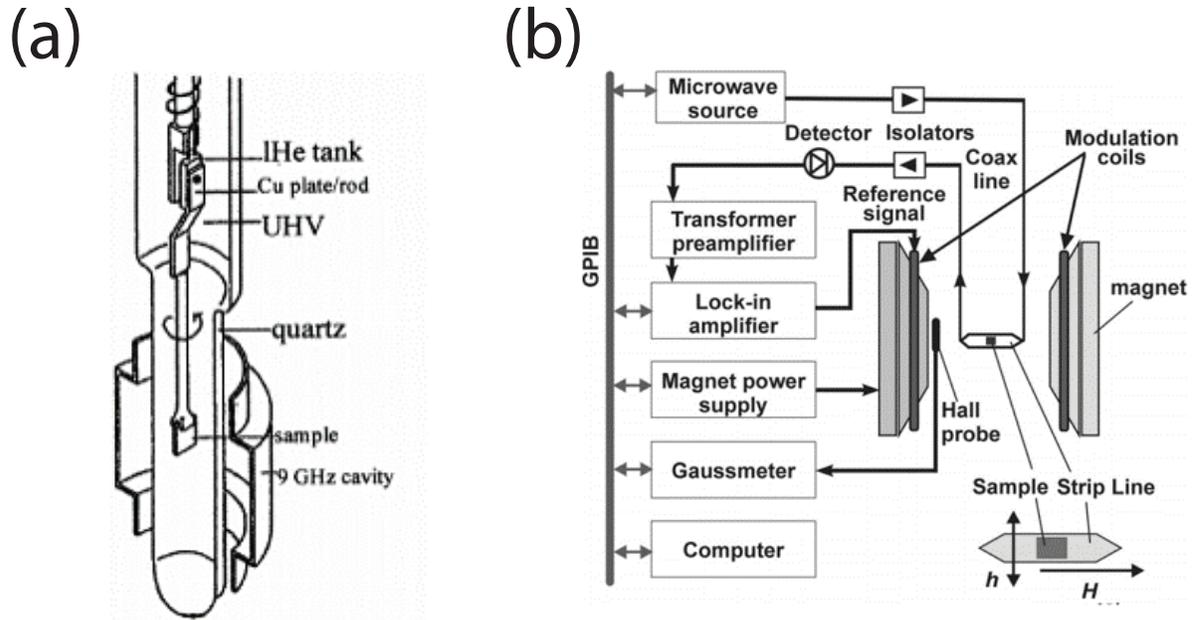 (a)
lHe tank
Cu plate/rod
UHV
quartz
sample
9 GHz cavity
(b)
GPIB
Microwave
source
Detector
Isolators
Coax
line
Modulation
coils
Reference
signal
Transformer
preamplifier
Lock-in
amplifier
magnet
Magnet power
supply
Hall
probe
Gaussmeter
Sample
Strip Line
Computer
h
H